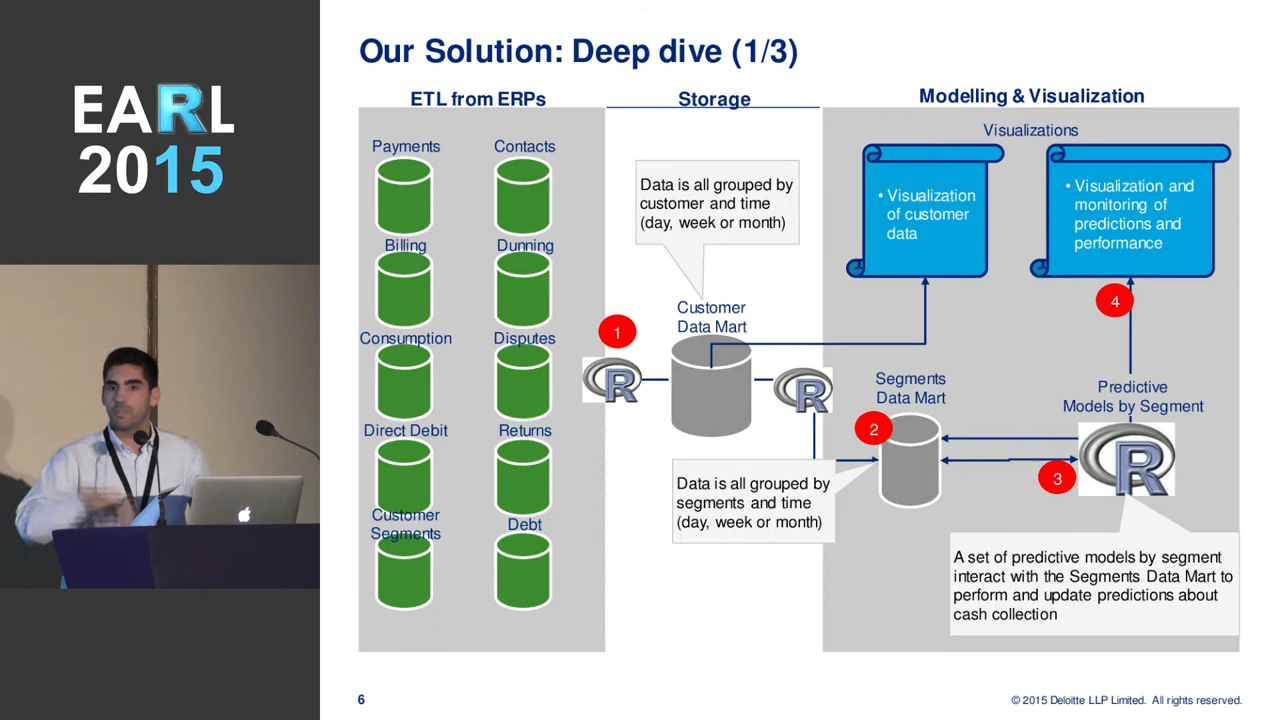 EARL
2015
Our Solution: Deep dive (1/3)
ETL from ERPs
Storage
Modelling & Visualization
Payments
Contacts
Billing
Dunning
Consumption
Disputes
Direct Debit
Returns
Customer
Segments
Debt
Data is all grouped by
customer and time
(day, week or month)
Customer
Data Mart
1
R
R
Data is all grouped by
segments and time
(day, week or month)
Visualizations
• Visualization
of customer
data
• Visualization and
monitoring of
predictions and
performance
4
Segments
Data Mart
2
Predictive
Models by Segment
R
3
A set of predictive models by segment
interact with the Segments Data Mart to
perform and update predictions about
cash collection
6
© 2015 Deloitte LLP Limited. All rights reserved.